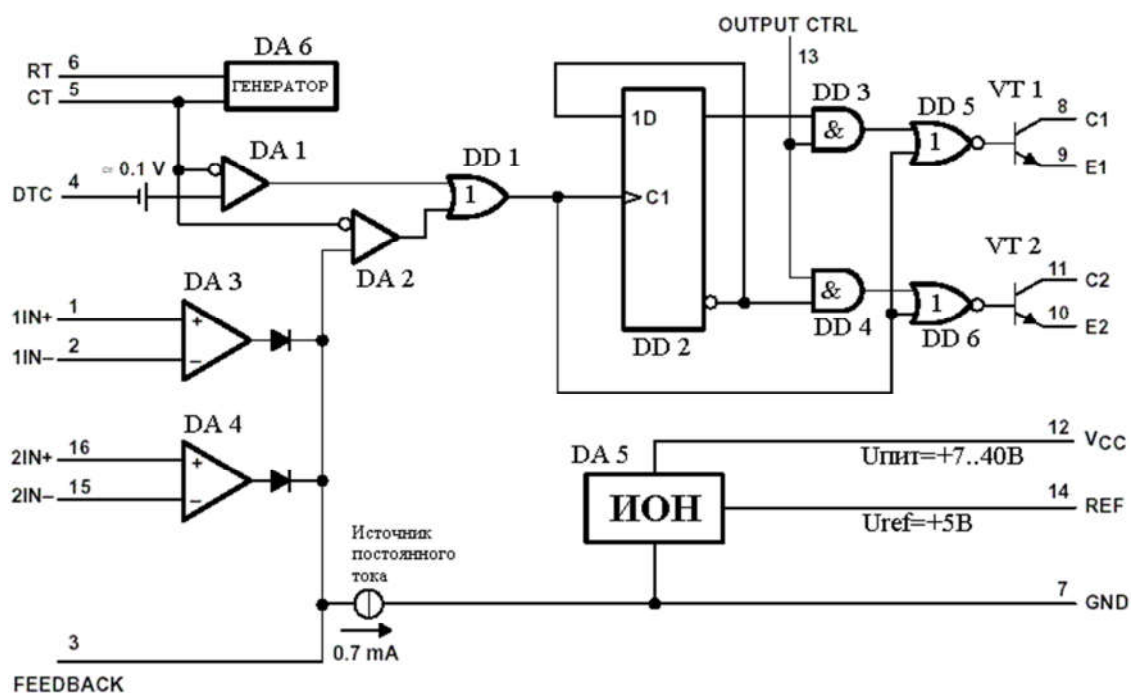 OUTPUT CTRL
13
DA 6
RT 6
ГЕНЕРАТОР
CT 5
DA 1
≃ 0.1 V
DTC 4
DD 1
1
DA 2
1D
C1
DD 2
DD 3
&
DD 5
1
VT 1
8 C1
9 E1
VT 2
&
DD 4
1
DD 6
11 C2
10 E2
DA 3
1IN+ 1
+
1IN– 2
–
DA 4
2IN+ 16
+
2IN– 15
–
DA 5
ИОН
12 VCC
Uпит=+7..40В
14 REF
Uref=+5В
7 GND
Источник
постоянного
тока
0.7 mA
3
FEEDBACK